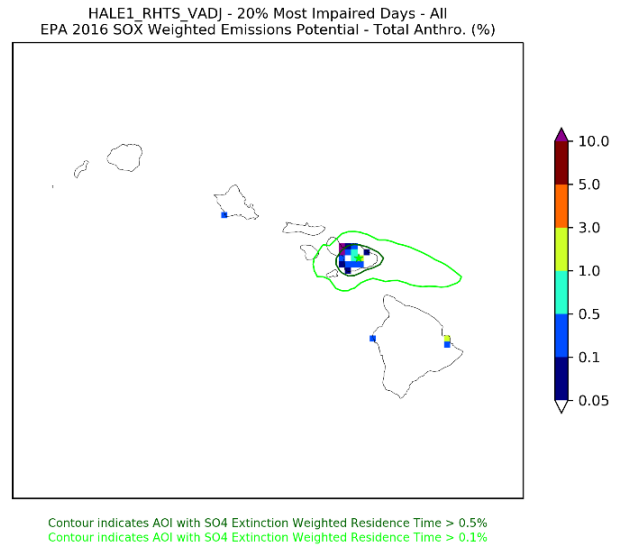 HALE1_RHTS_VADJ - 20% Most Impaired Days - All
EPA 2016 SOX Weighted Emissions Potential - Total Anthro. (%)
10.0
5.0
3.0
1.0
0.5
0.1
0.05
Contour indicates AOI with SO4 Extinction Weighted Residence Time > 0.5%
Contour indicates AOI with SO4 Extinction Weighted Residence Time > 0.1%